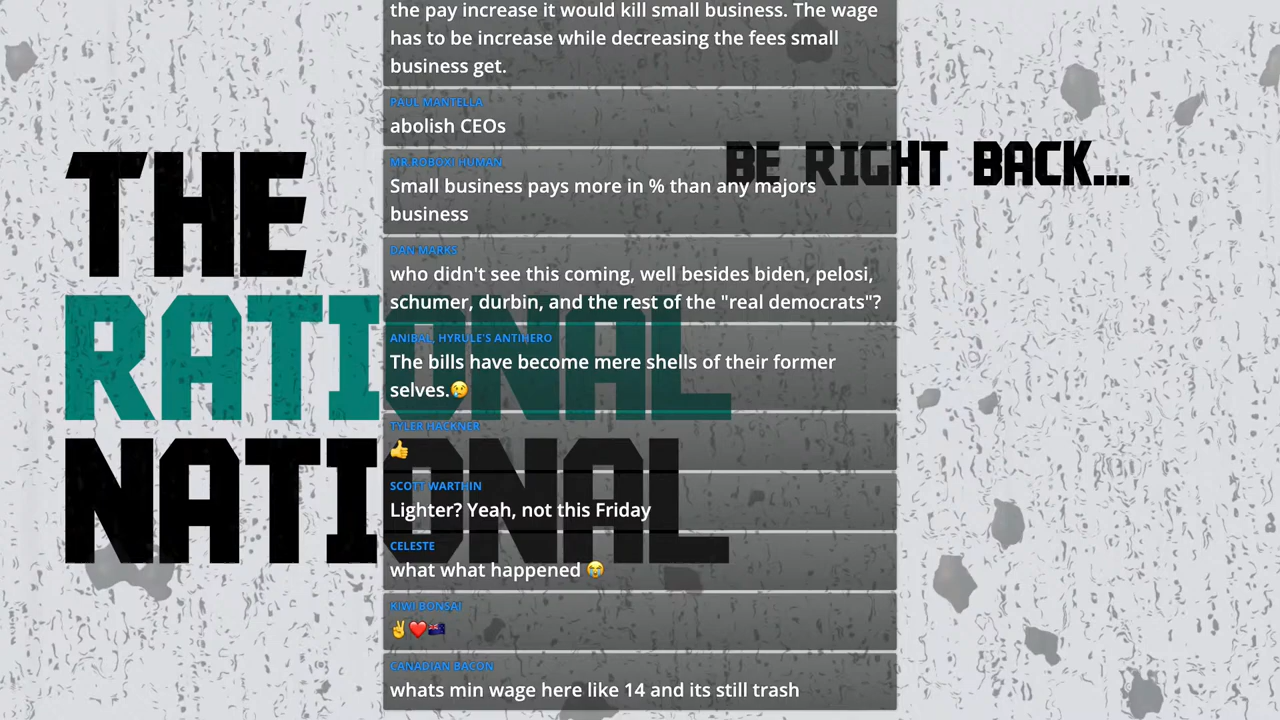 the pay increase it would kill small business. The wage
has to be increase while decreasing the fees small
business get.
PAUL MANTELLA
abolish CEOs
MR ROBOX! HUMAN
Small business pays more in % than any majors
business
DAN MARKS
who didn't see this coming, well besides biden, pelosi,
schumer, durbin, and the rest of the "real democrats"?
ANIBAL, HYRULE'S ANTIHERO
The bills have become mere shells of their former
selves.😢
TYLER HACKNER
👍
SCOTT WARTHIN
Lighter? Yeah, not this Friday
CELESTE
what what happened 😭
KIWI BONSAI
✌️❤️🇳🇿
CANADIAN BACON
whats min wage here like 14 and its still trash
THE
RATIONAL
NATIONAL
BE RIGHT BACK...